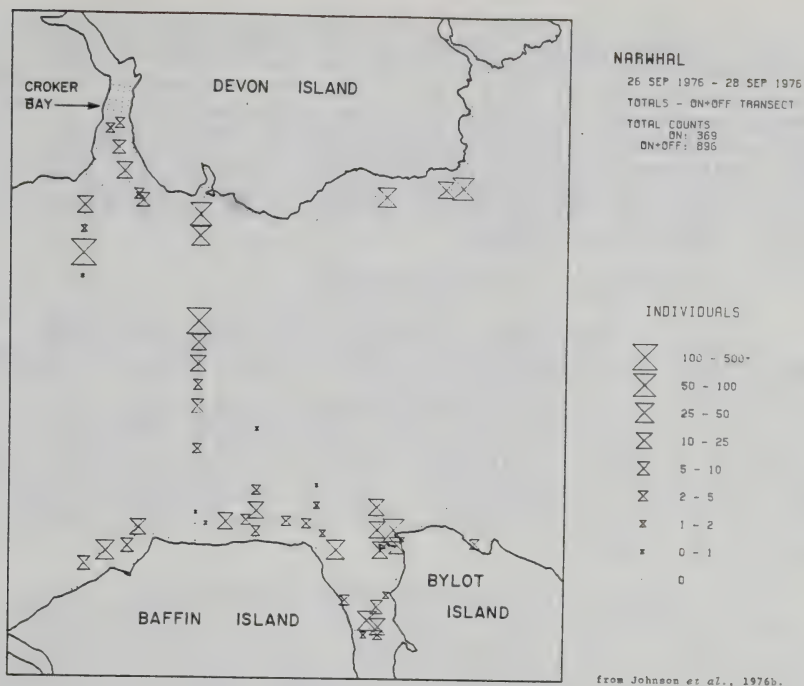 CROKER
BAY
DEVON ISLAND
BAFFIN ISLAND
BYLOT
ISLAND
NARWHAL
26 SEP 1976 - 28 SEP 1976
TOTALS - ON+OFF TRANSECT
TOTAL COUNTS
ON: 369
ON+OFF: 896
INDIVIDUALS
100 - 500+
50 - 100
25 - 50
10 - 25
5 - 10
2 - 5
1 - 2
0 - 1
0
from Johnson et al., 1976b.